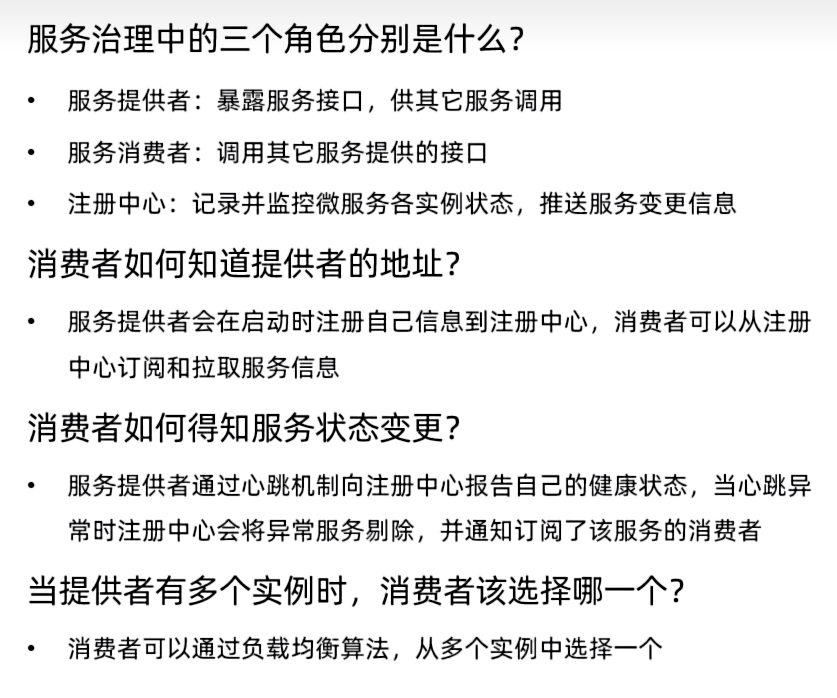 服务治理中的三个角色分别是什么？
• 服务提供者：暴露服务接口，供其它服务调用
• 服务消费者：调用其它服务提供的接口
• 注册中心：记录并监控微服务各实例状态，推送服务变更信息
消费者如何知道提供者的地址？
• 服务提供者会在启动时注册自己信息到注册中心，消费者可以从注册
中心订阅和拉取服务信息
消费者如何得知服务状态变更？
• 服务提供者通过心跳机制向注册中心报告自己的健康状态，当心跳异
常时注册中心会将异常服务剔除，并通知订阅了该服务的消费者
当提供者有多个实例时，消费者该选择哪一个？
• 消费者可以通过负载均衡算法，从多个实例中选择一个